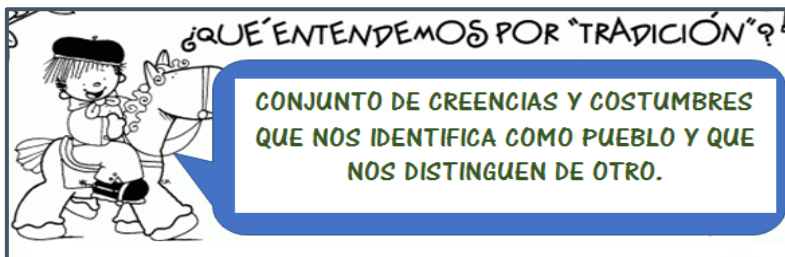 ¿QUE´ENTENDEMOS POR "TRADICIÓN"?
CONJUNTO DE CREENCIAS Y COSTUMBRES
QUE NOS IDENTIFICA COMO PUEBLO Y QUE
NOS DISTINGUEN DE OTRO.